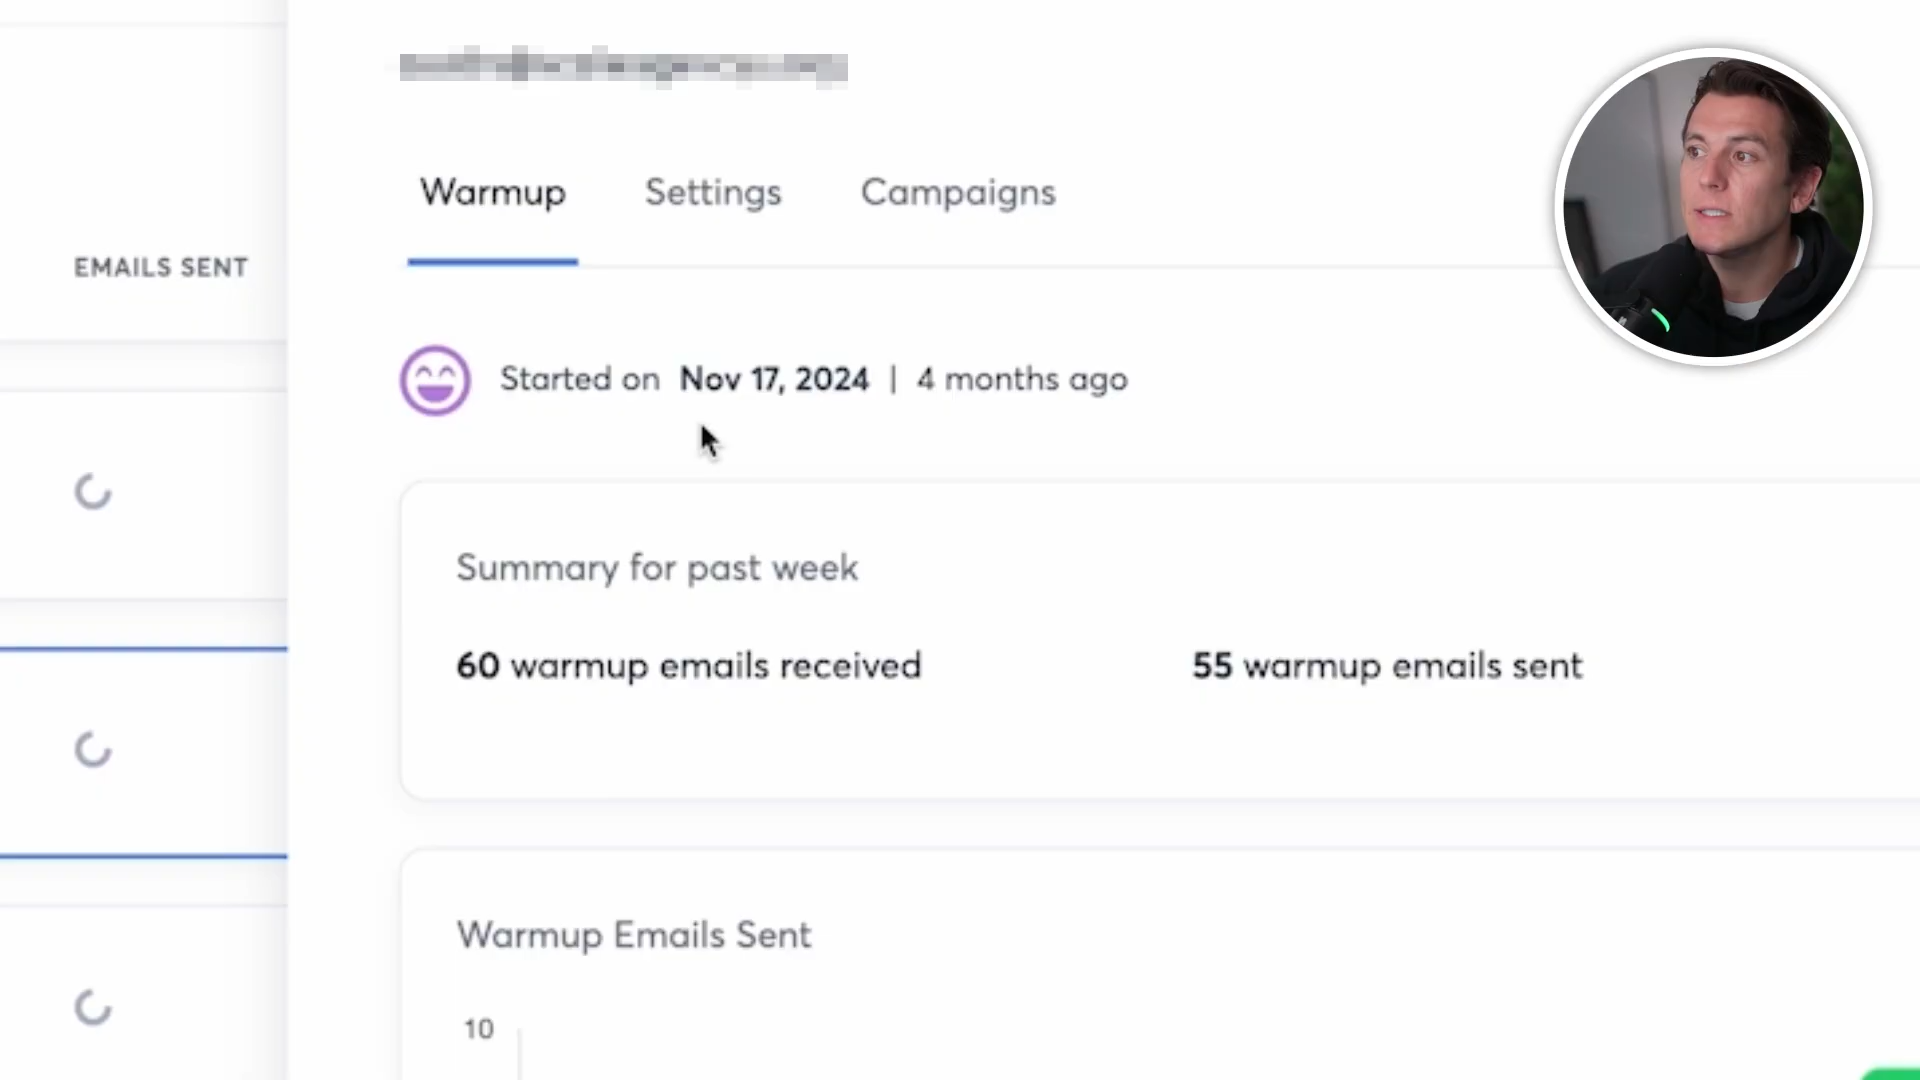 Warmup Settings Campaigns
EMAILS SENT
Started on Nov 17, 2024 | 4 months ago
Summary for past week
60 warmup emails received 55 warmup emails sent
Warmup Emails Sent
10